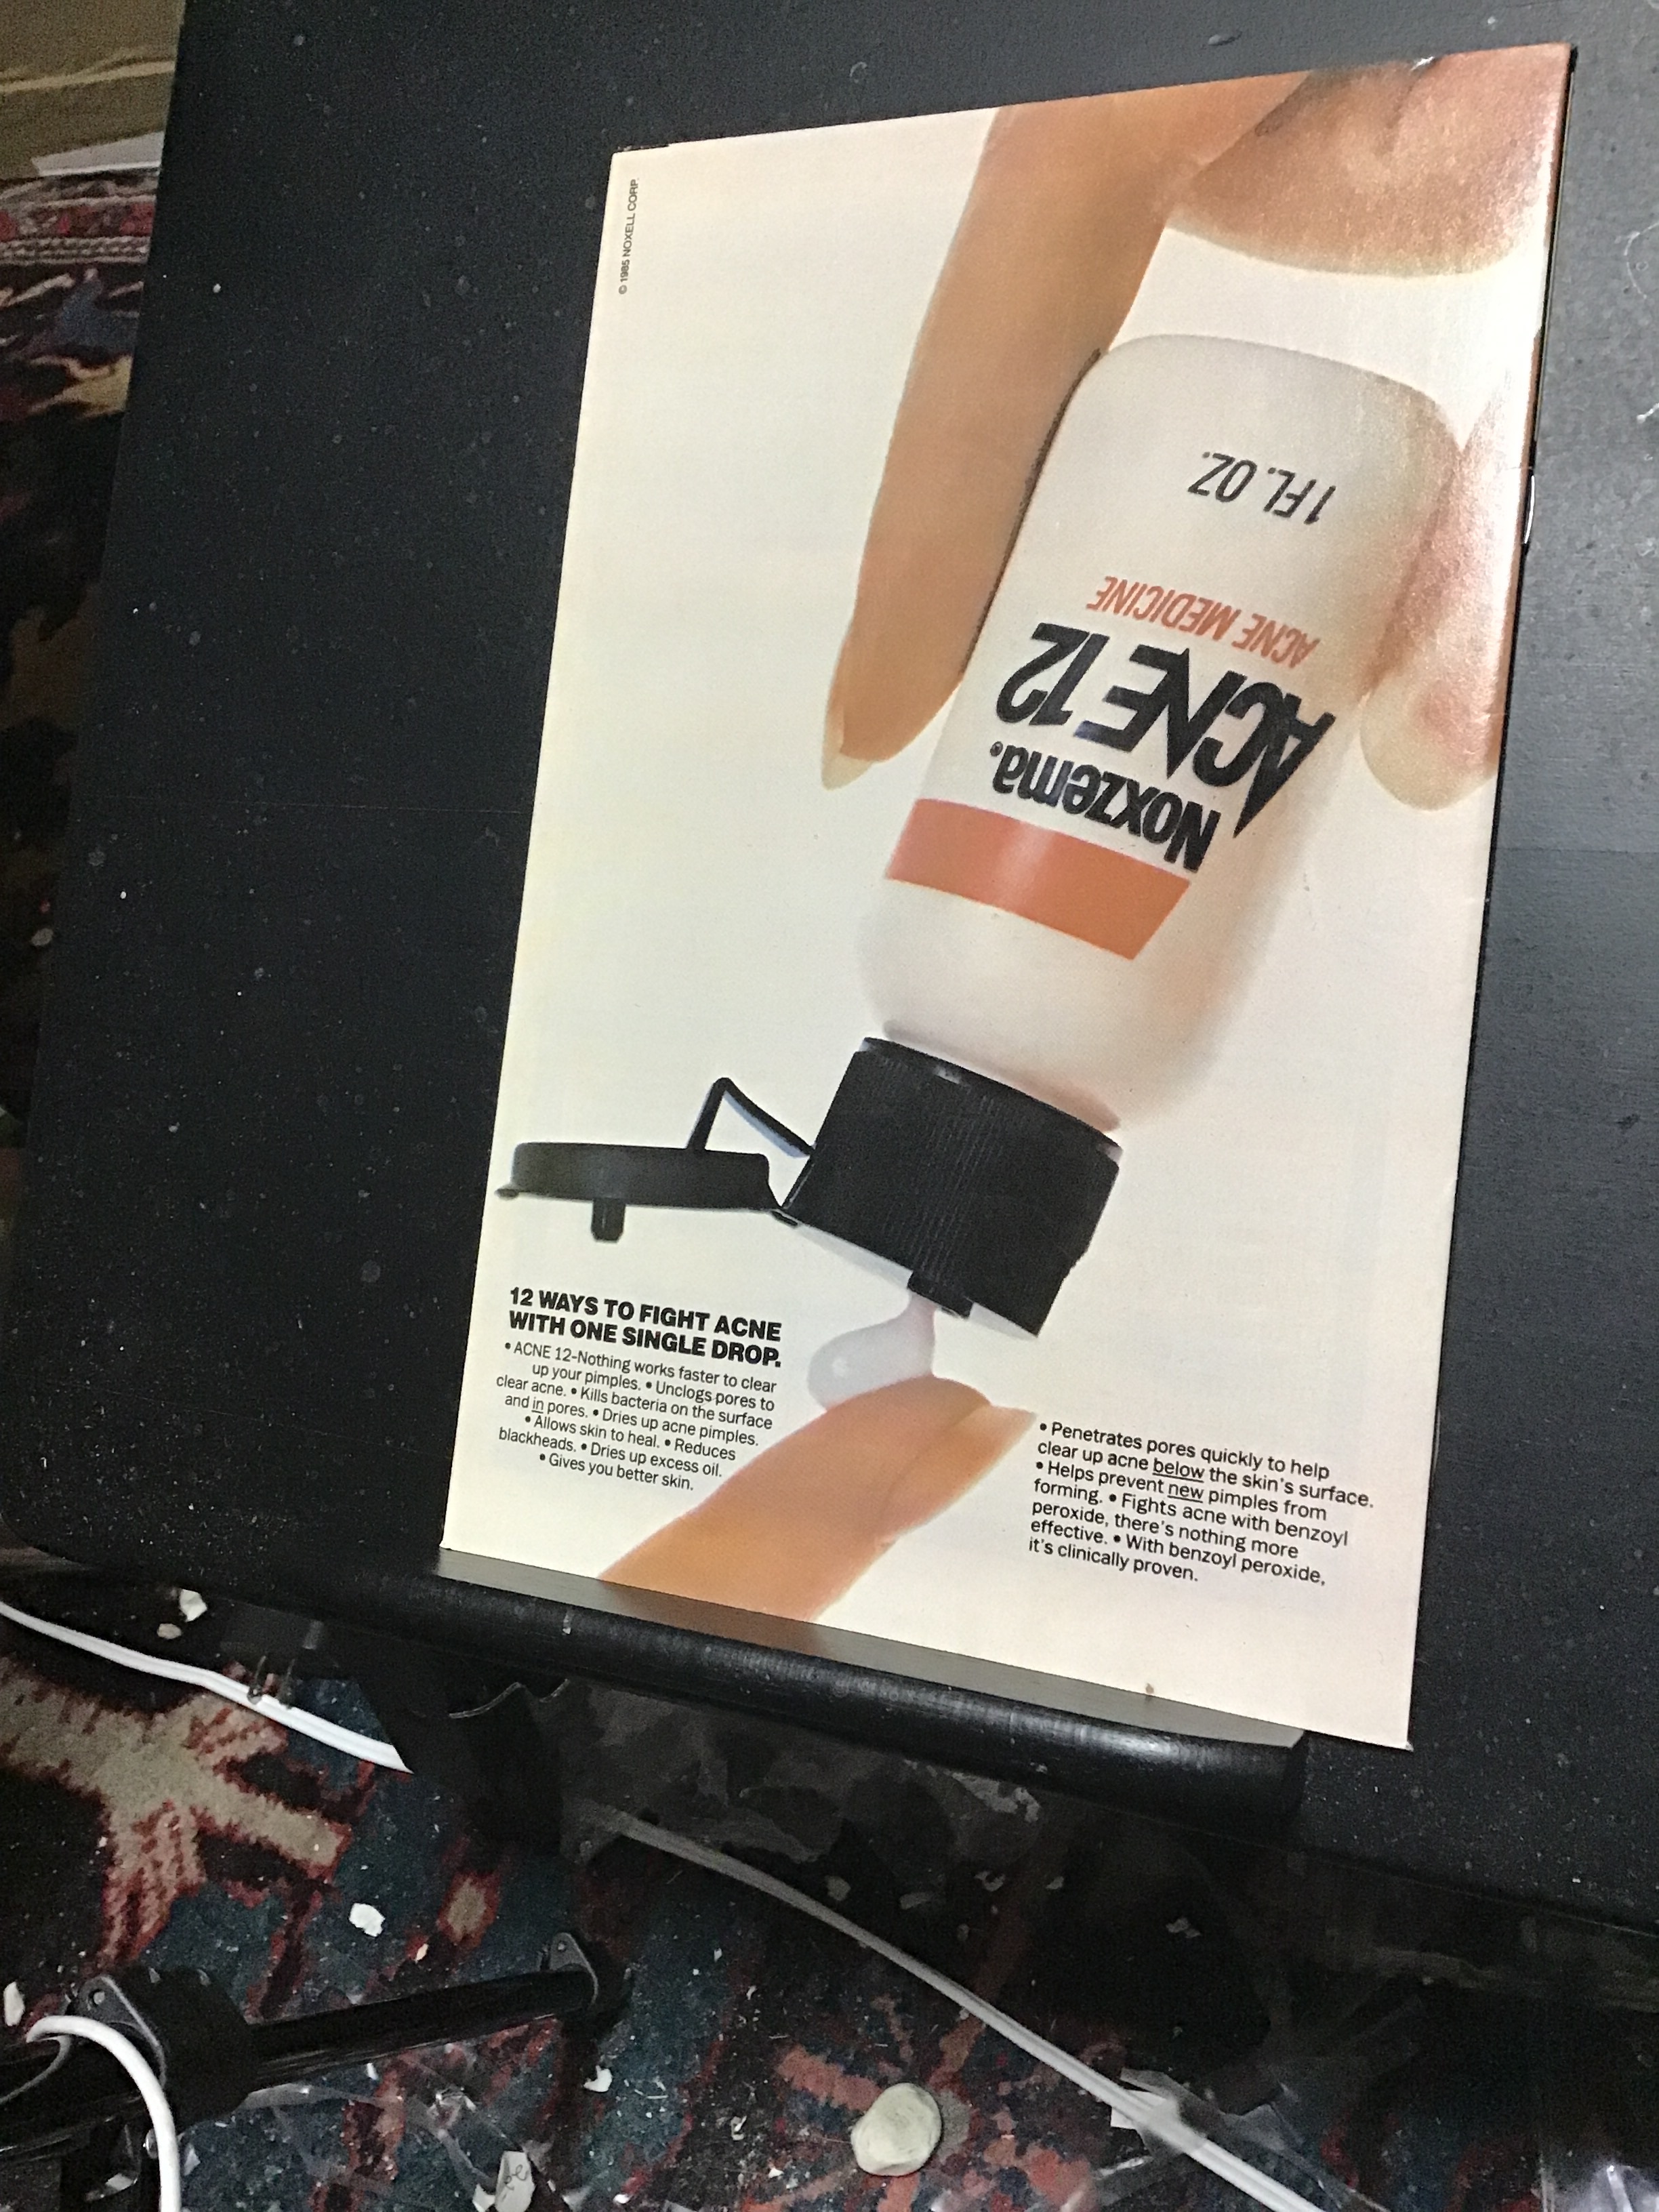 © 1985 NOXELL CORP.
1 FL. OZ.
ACNE MEDICINE
ACNE 12
NOXZEMA®
12 WAYS TO FIGHT ACNE
WITH ONE SINGLE DROP.
• ACNE 12-Nothing works faster to clear
up your pimples. • Unclogs pores to
clear acne. • Kills bacteria on the surface
and in pores. • Dries up acne pimples.
• Allows skin to heal. • Reduces
blackheads. • Dries up excess oil.
• Gives you better skin.
• Penetrates pores quickly to help
clear up acne below the skin's surface.
• Helps prevent new pimples from
forming. • Fights acne with benzoyl
peroxide, there's nothing more
effective. • With benzoyl peroxide,
it's clinically proven.